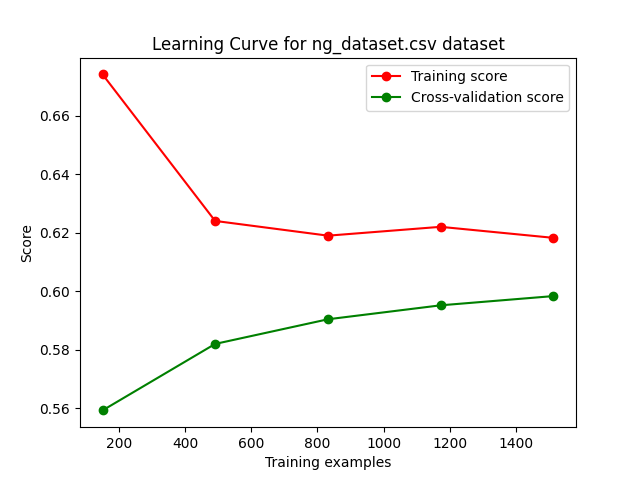 Learning Curve for ng_dataset.csv dataset
Training score
Cross-validation score
0.66
0.64
0.62
0.60
0.58
0.56
Score
200 400 600 800 1000 1200 1400
Training examples